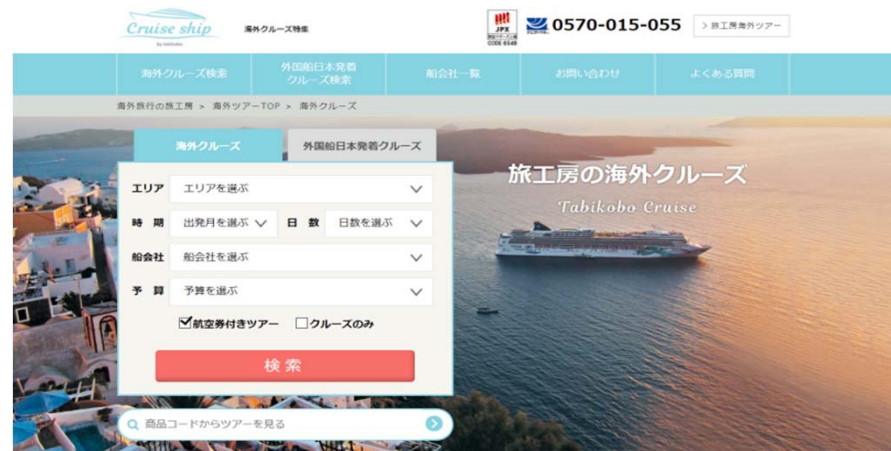 Cruise ship
by tabikobo
海外クルーズ特集
JPX
CODE 6548
0570-015-055
> 旅工房海外ツアー
海外クルーズ検索
外国船日本発着
クルーズ検索
船会社一覧
お問い合わせ
よくある質問
海外旅行の旅工房 > 海外ツアーTOP > 海外クルーズ
海外クルーズ
外国船日本発着クルーズ
エリア エリアを選ぶ
時 期 出発月を選ぶ 日 数 日数を選ぶ
船会社 船会社を選ぶ
予 算 予算を選ぶ
航空券付きツアー クルーズのみ
検索
商品コードからツアーを見る
旅工房の海外クルーズ
Tabikobo Cruise